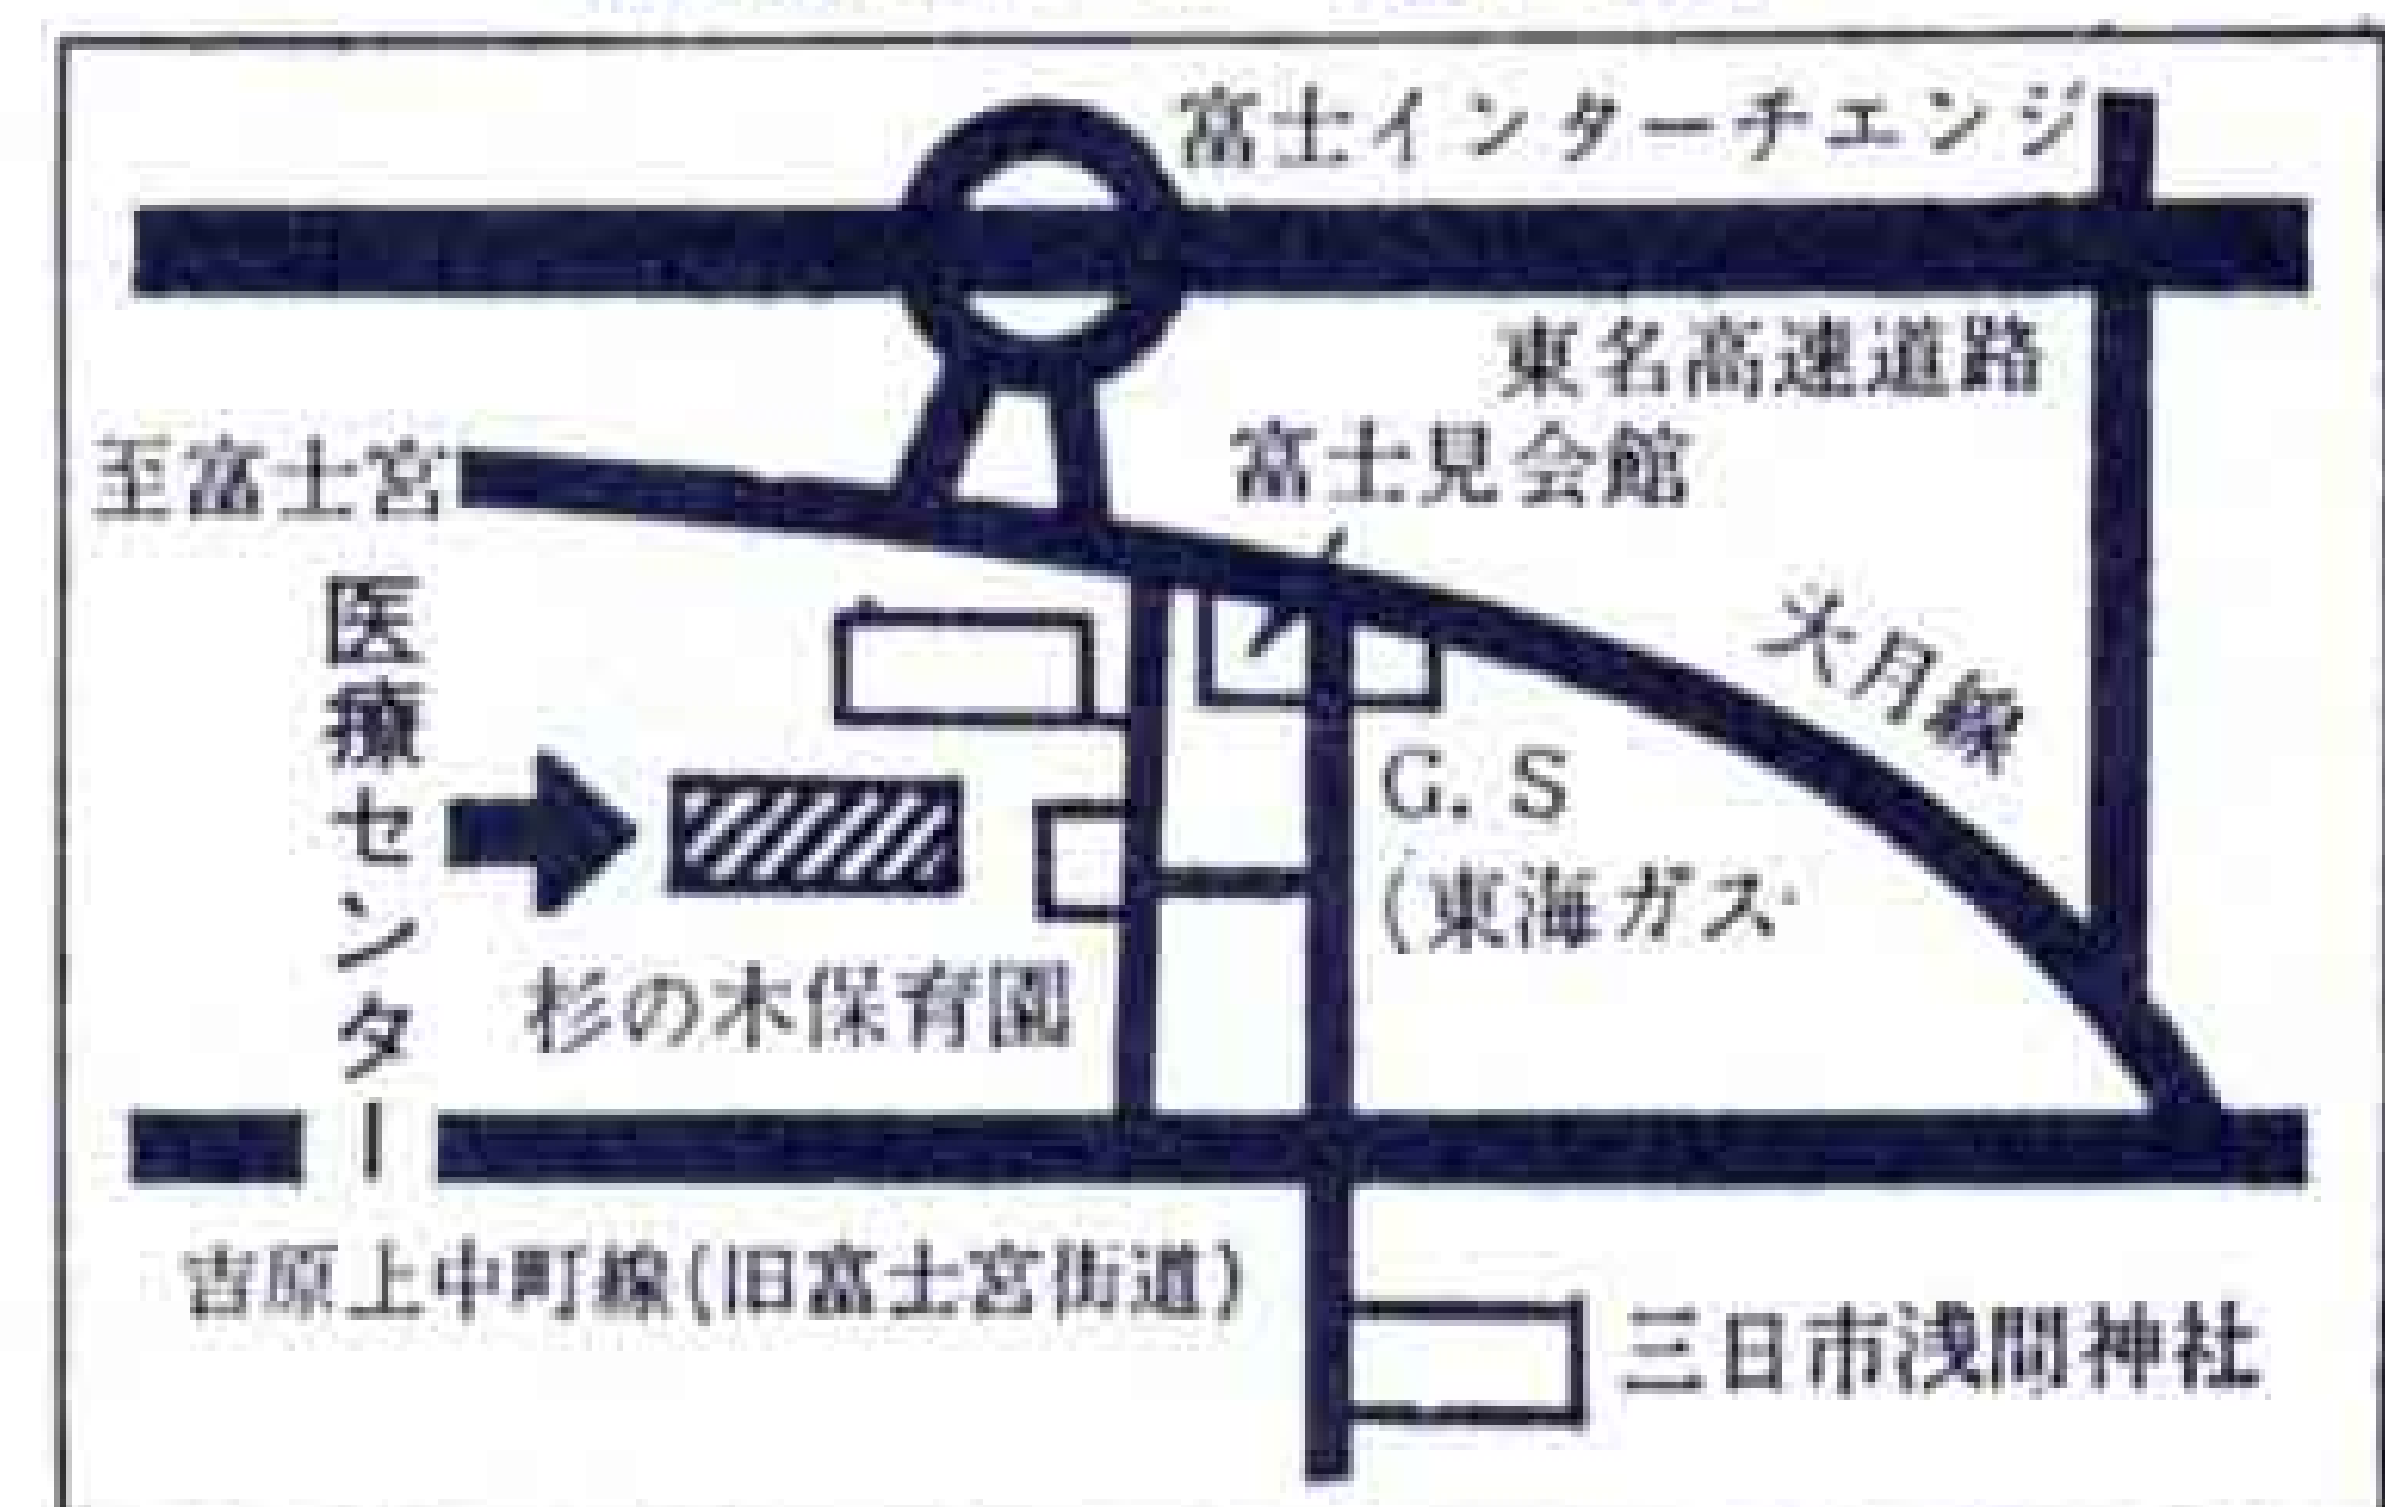 富士インターチエンジ
東名高速道路
至富士宮
富士見会館
大月線
医療センター
G. S
(東海ガス
杉の木保育園
吉原上中町線(旧富士宮街道)
三日市浅間神社